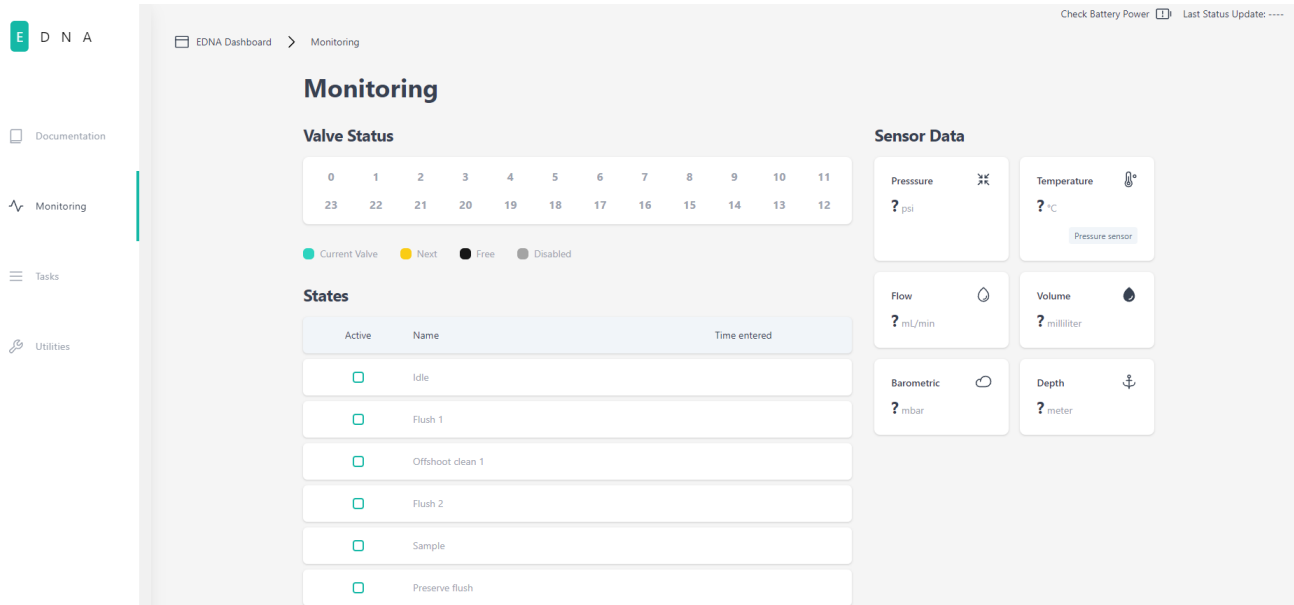 Check Battery Power Last Status Update: ----
E D N A
EDNA Dashboard Monitoring
Documentation
Monitoring
Tasks
Utilities
Monitoring
Valve Status
0 1 2 3 4 5 6 7 8 9 10 11
23 22 21 20 19 18 17 16 15 14 13 12
Current Valve Next Free Disabled
States
Active Name Time entered
Idle
Flush 1
Offshoot clean 1
Flush 2
Sample
Preserve flush
Sensor Data
Presssure
? psi
Temperature
? °C
Pressure sensor
Flow
? mL/min
Volume
? milliliter
Barometric
? mbar
Depth
? meter